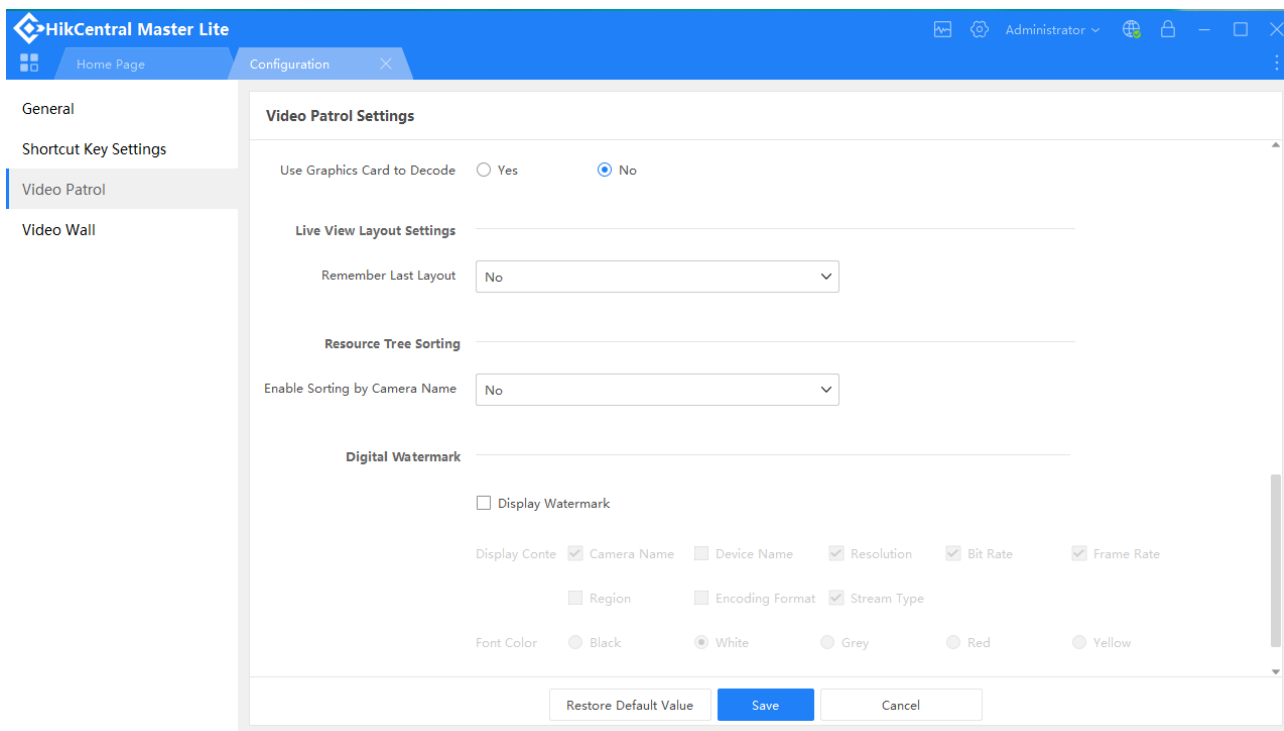 HikCentral Master Lite
Administrator
Home Page
Configuration
General
Shortcut Key Settings
Video Patrol
Video Wall
Video Patrol Settings
Use Graphics Card to Decode Yes No
Live View Layout Settings
Remember Last Layout No
Resource Tree Sorting
Enable Sorting by Camera Name No
Digital Watermark
Display Watermark
Display Conte Camera Name Device Name Resolution Bit Rate Frame Rate
Region Encoding Format Stream Type
Font Color Black White Grey Red Yellow
Restore Default Value Save Cancel